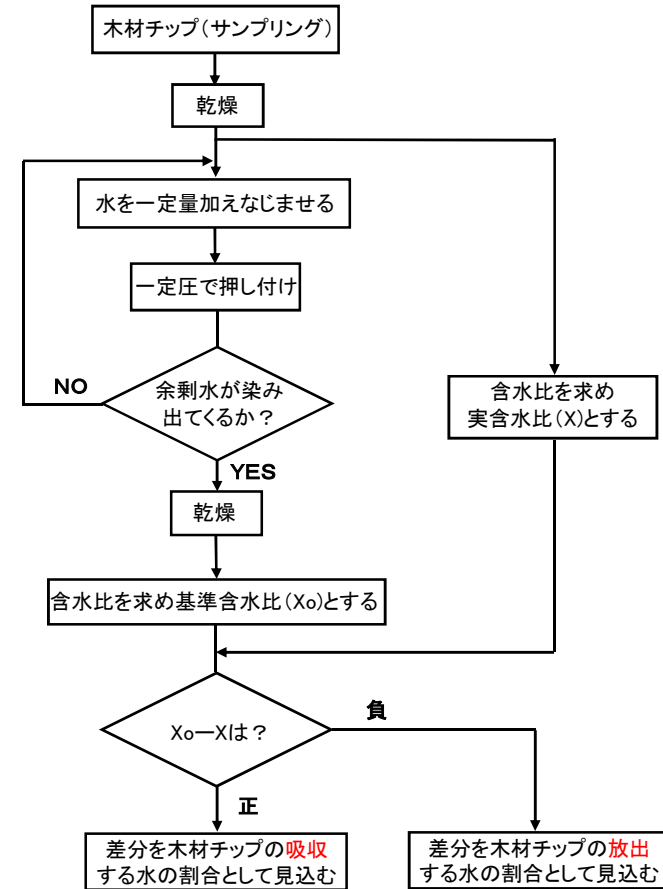 木材チップ(サンプリング)
乾燥
水を一定量加えなじませる
一定圧で押し付け
NO
余剰水が染み
出てくるか?
含水比を求め
実含水比(X)とする
YES
乾燥
含水比を求め基準含水比(Xo)とする
負
Xo―Xは?
正
差分を木材チップの吸収
する水の割合として見込む
差分を木材チップの放出
する水の割合として見込む